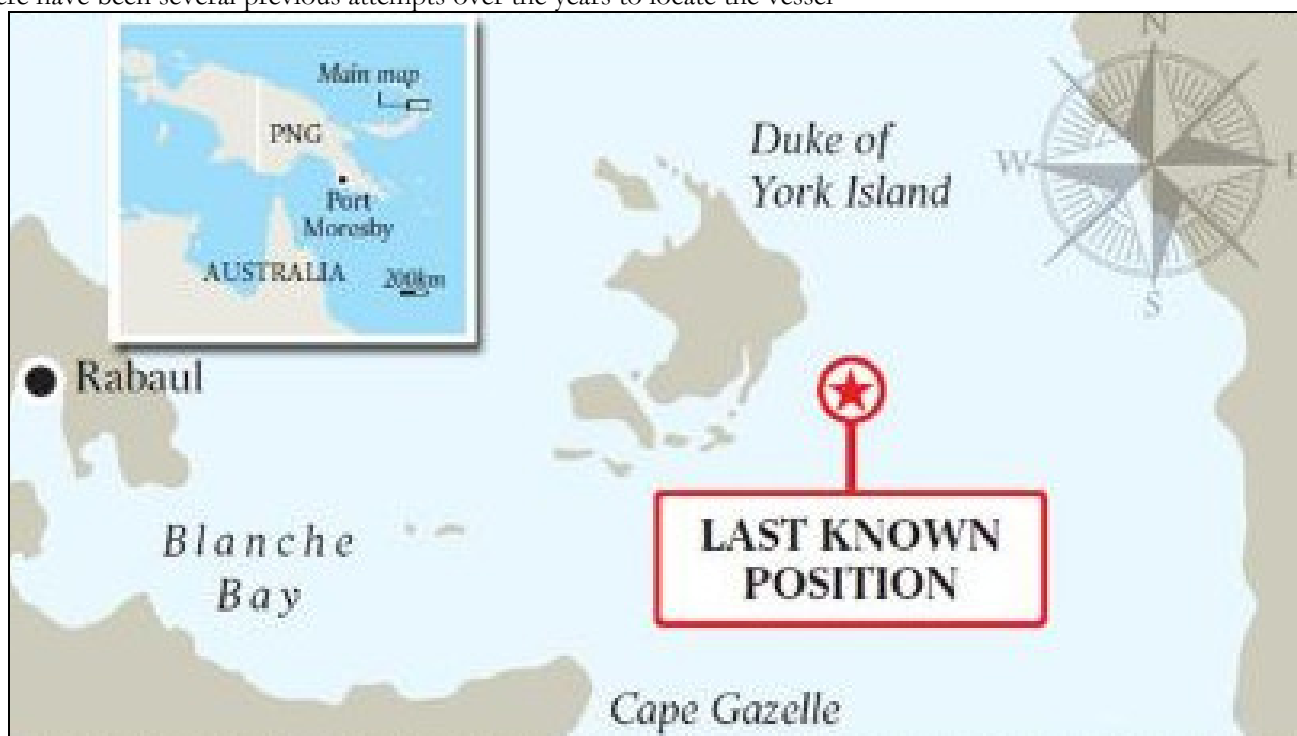 ere have been several previous attempts over the years to locate the vessel
N
Main map
PNG
Duke of
York Island
W
E
Port
Moresby
AUSTRALIA
200km
S
Rabaul
LAST KNOWN
POSITION
Blanche
Bay
Cape Gazelle